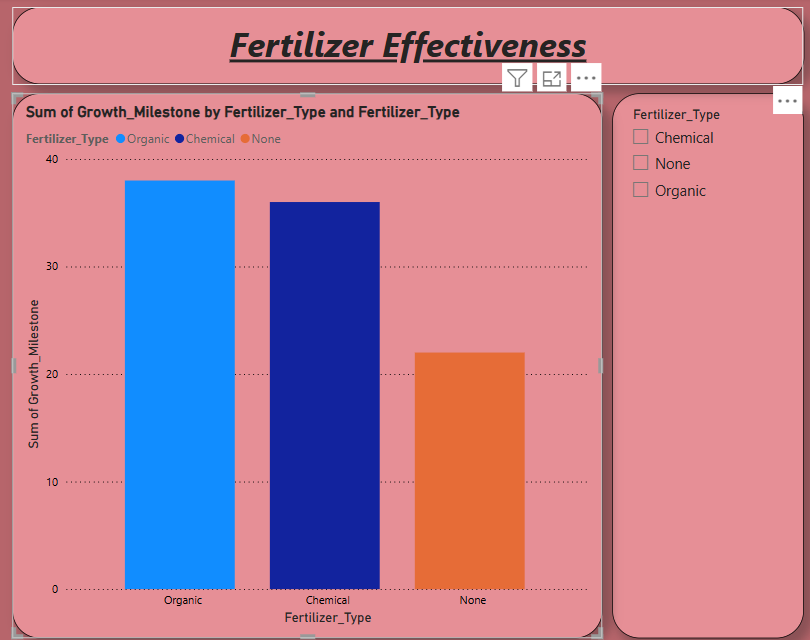 Fertilizer Effectiveness
Sum of Growth_Milestone by Fertilizer_Type and Fertilizer_Type
Fertilizer_Type Organic Chemical None
40
30
20
10
0
Sum of Growth_Milestone
Organic Chemical None
Fertilizer_Type
Fertilizer_Type
Chemical
None
Organic